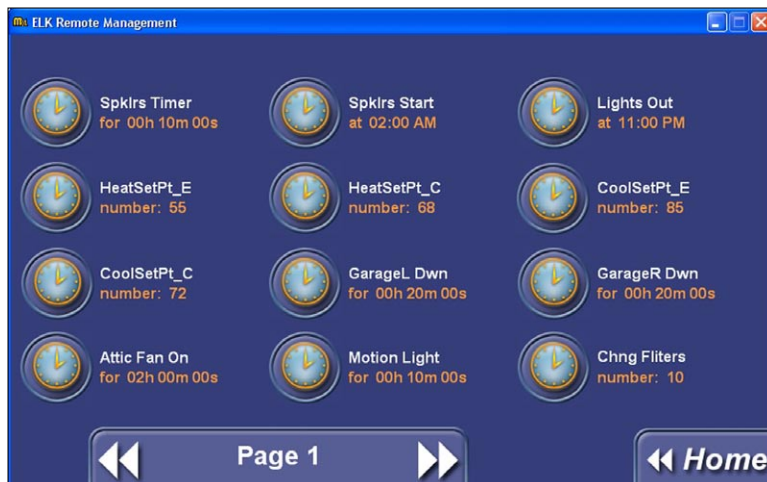 ELK Remote Management
Spklrs Timer
for 00h 10m 00s
Spklrs Start
at 02:00 AM
Lights Out
at 11:00 PM
HeatSetPt_E
number: 55
HeatSetPt_C
number: 68
CoolSetPt_E
number: 85
CoolSetPt_C
number: 72
GarageL Dwn
for 00h 20m 00s
GarageR Dwn
for 00h 20m 00s
Attic Fan On
for 02h 00m 00s
Motion Light
for 00h 10m 00s
Chng Fliters
number: 10
Page 1
Home